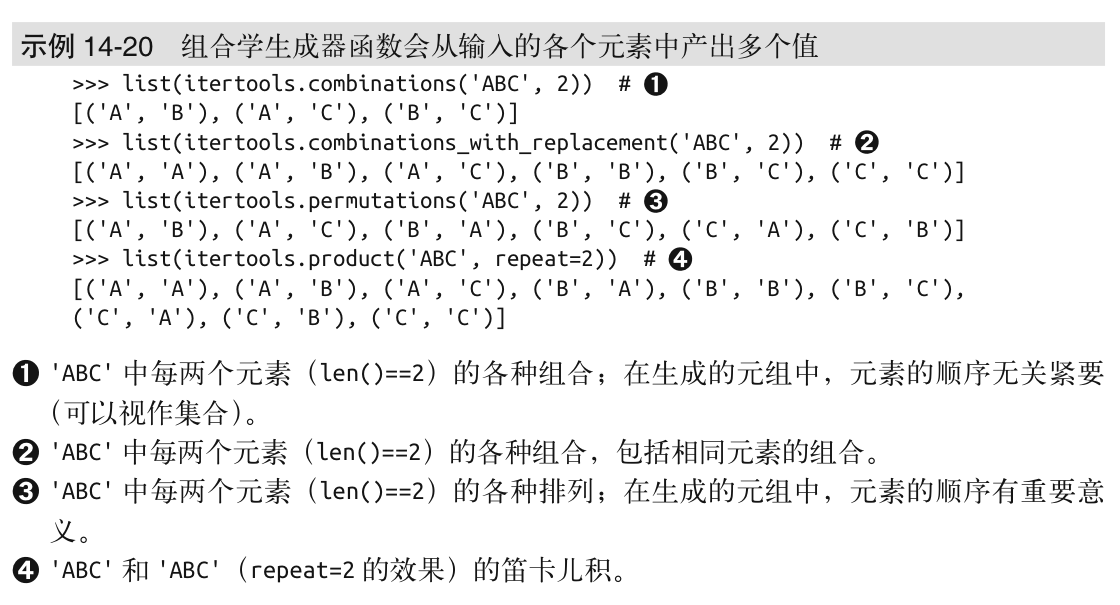 示例 14-20　组合学生成器函数会从输入的各个元素中产出多个值
>>> list(itertools.combinations('ABC', 2))  # ❶
[('A', 'B'), ('A', 'C'), ('B', 'C')]
>>> list(itertools.combinations_with_replacement('ABC', 2))  # ❷
[('A', 'A'), ('A', 'B'), ('A', 'C'), ('B', 'B'), ('B', 'C'), ('C', 'C')]
>>> list(itertools.permutations('ABC', 2))  # ❸
[('A', 'B'), ('A', 'C'), ('B', 'A'), ('B', 'C'), ('C', 'A'), ('C', 'B')]
>>> list(itertools.product('ABC', repeat=2))  # ❹
[('A', 'A'), ('A', 'B'), ('A', 'C'), ('B', 'A'), ('B', 'B'), ('B', 'C'),
('C', 'A'), ('C', 'B'), ('C', 'C')]
❶ 'ABC' 中每两个元素（len()==2）的各种组合；在生成的元组中，元素的顺序无关紧要
（可以视作集合）。
❷ 'ABC' 中每两个元素（len()==2）的各种组合，包括相同元素的组合。
❸ 'ABC' 中每两个元素（len()==2）的各种排列；在生成的元组中，元素的顺序有重要意
义。
❹ 'ABC' 和 'ABC'（repeat=2 的效果）的笛卡儿积。